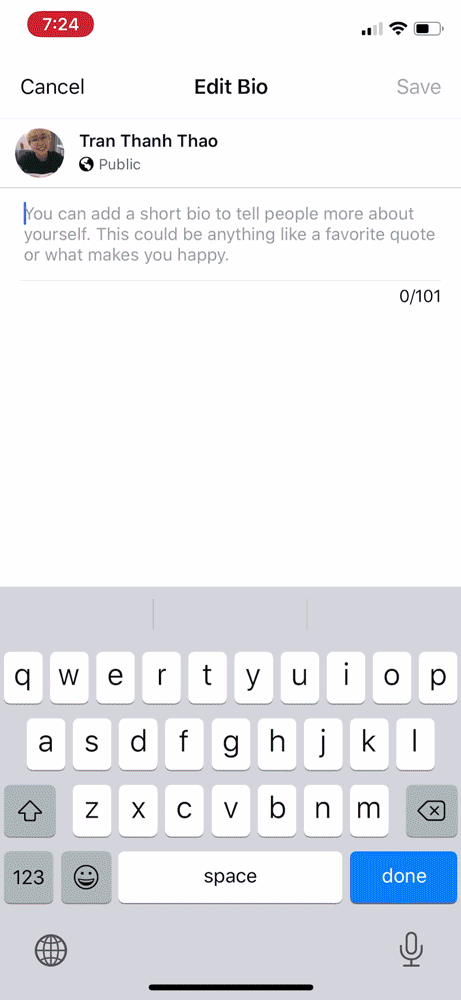 7:24
Cancel Edit Bio Save
Tran Thanh Thao
Public
You can add a short bio to tell people more about
yourself. This could be anything like a favorite quote
or what makes you happy.
0/101
q w e r t y u i o p
a s d f g h j k l
z x c v b n m
123 space done